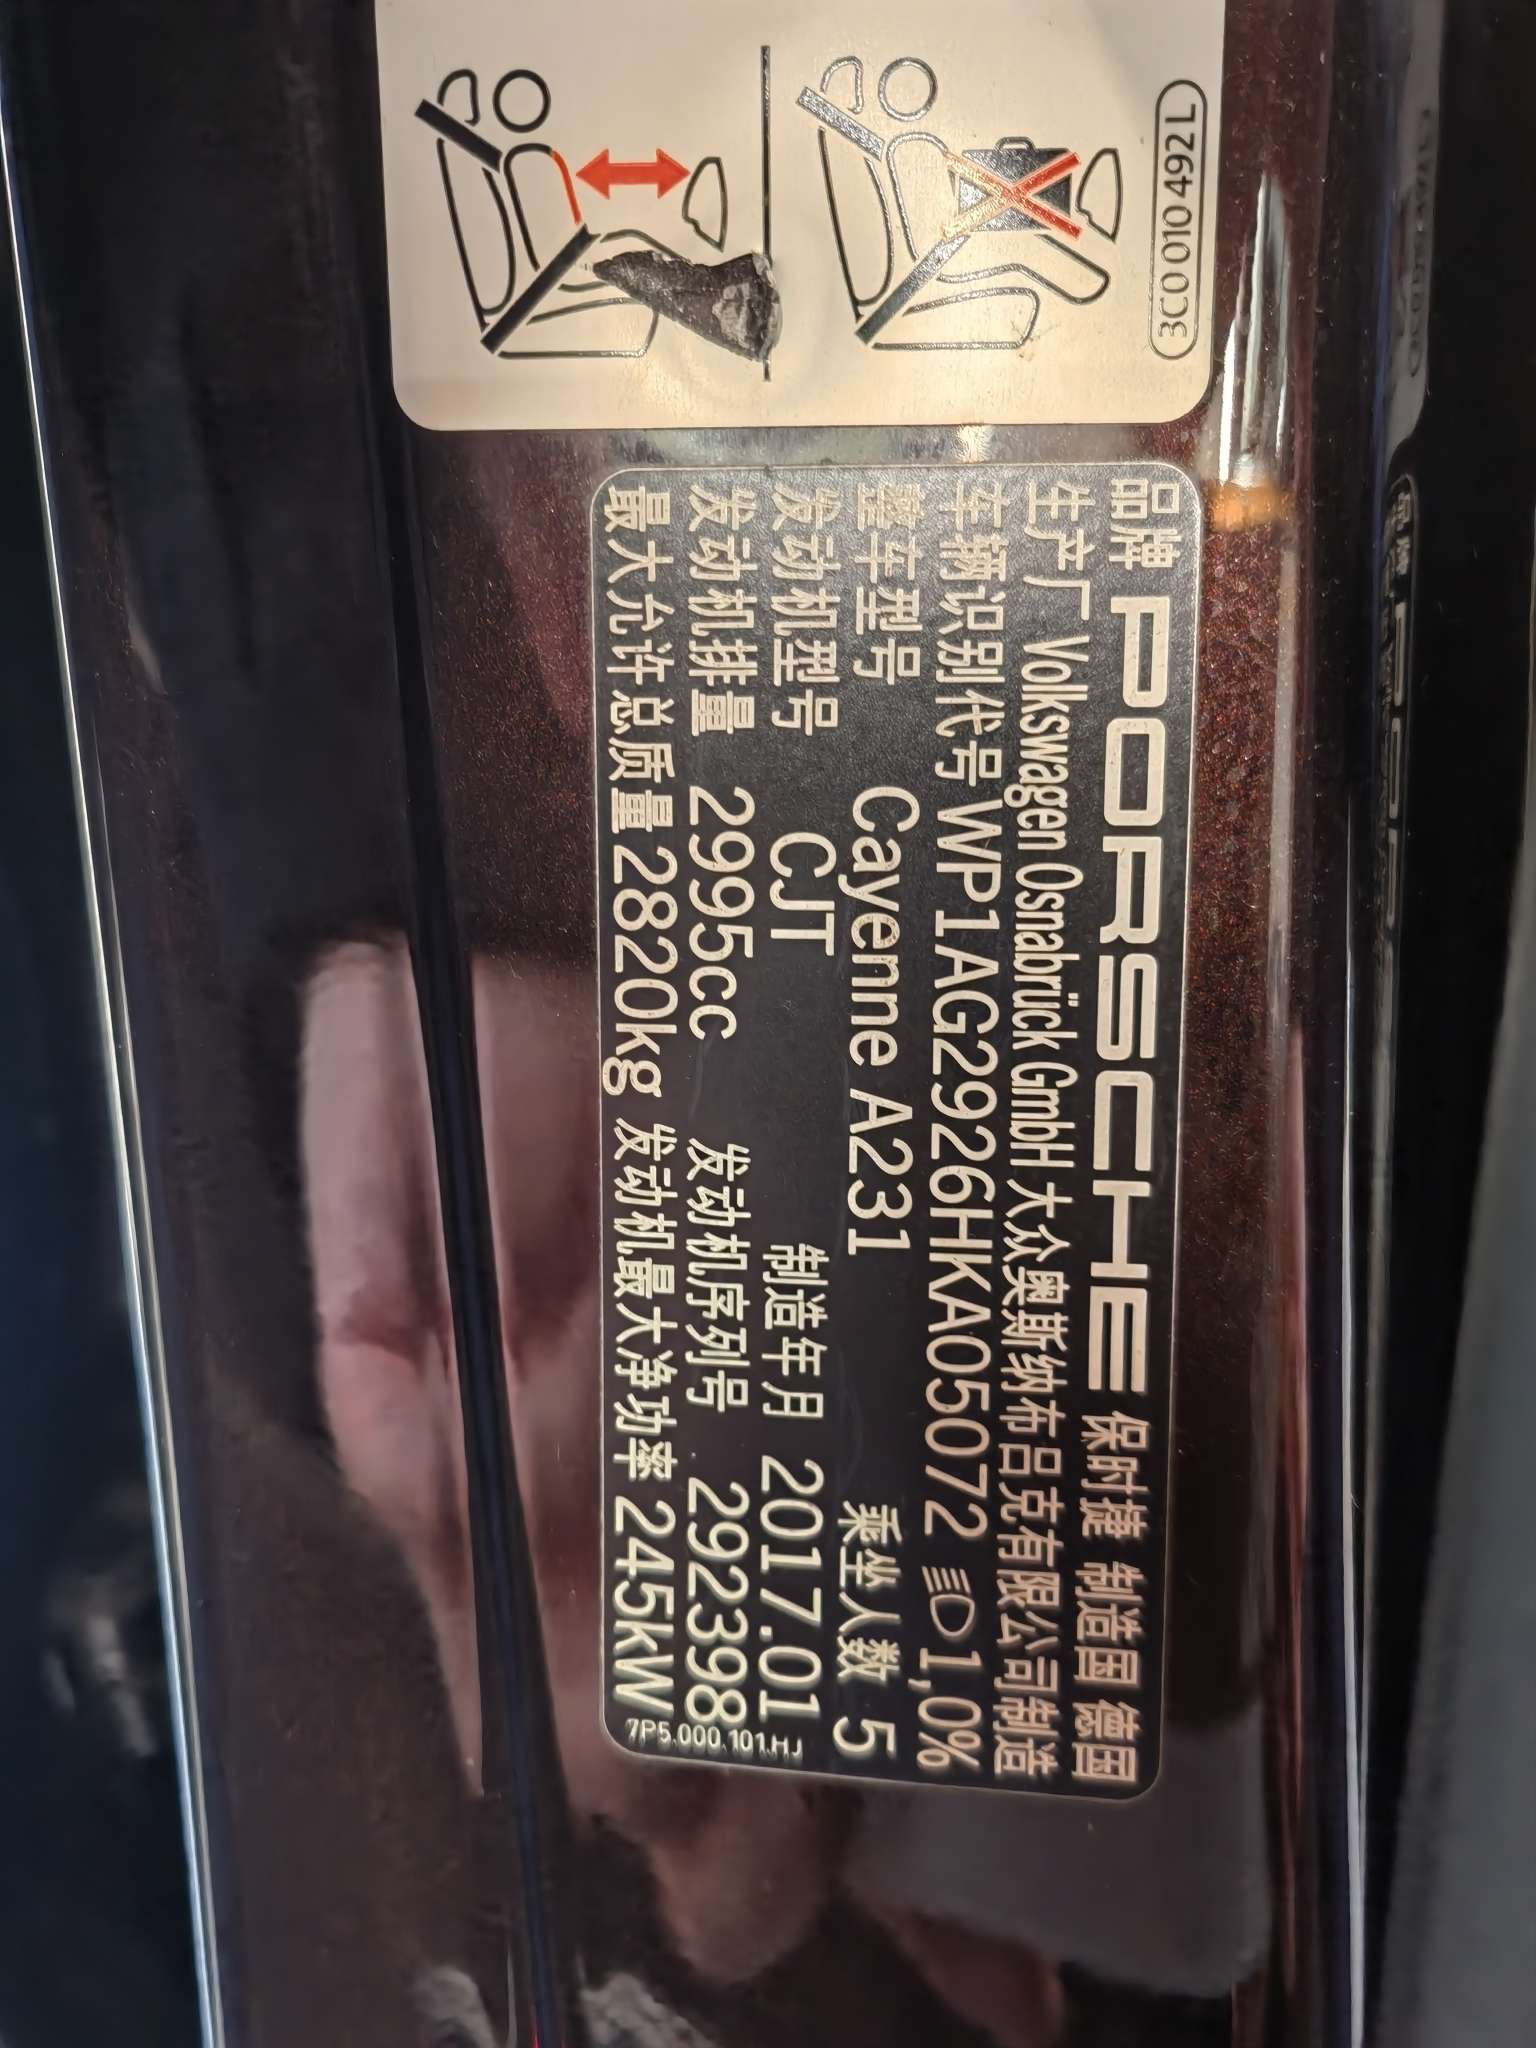 3C0 010 492 L
品牌 PORSCHE 保时捷 制造国 德国
生产厂 Volkswagen Osnabrück GmbH 大众奥斯纳布吕克有限公司制造
车辆识别代号 WP1AG2926HKA05072 1,0%
整车型号 Cayenne A231 乘坐人数 5
发动机型号 CJT 制造年月 2017.01
发动机排量 2995cc 发动机序列号 292398
最大允许总质量 2820kg 发动机最大净功率 245kW
7P5.000.101.HJ